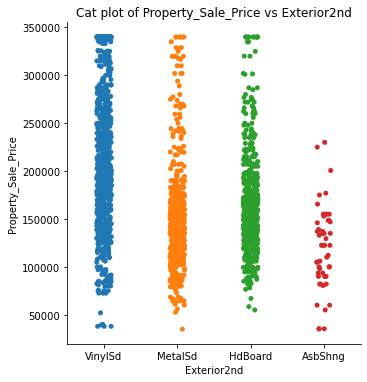 Cat plot of Property_Sale_Price vs Exterior2nd
350000
300000
250000
200000
150000
100000
50000
Property_Sale_Price
VinylSd MetalSd HdBoard AsbShng
Exterior2nd